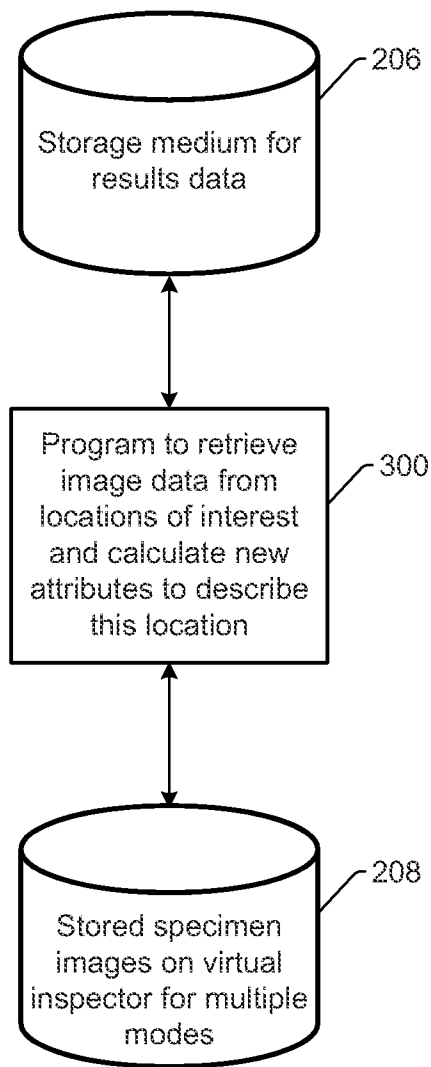 206
Storage medium for
results data
Program to retrieve
image data from
locations of interest
and calculate new
attributes to describe
this location
300
208
Stored specimen
images on virtual
inspector for multiple
modes